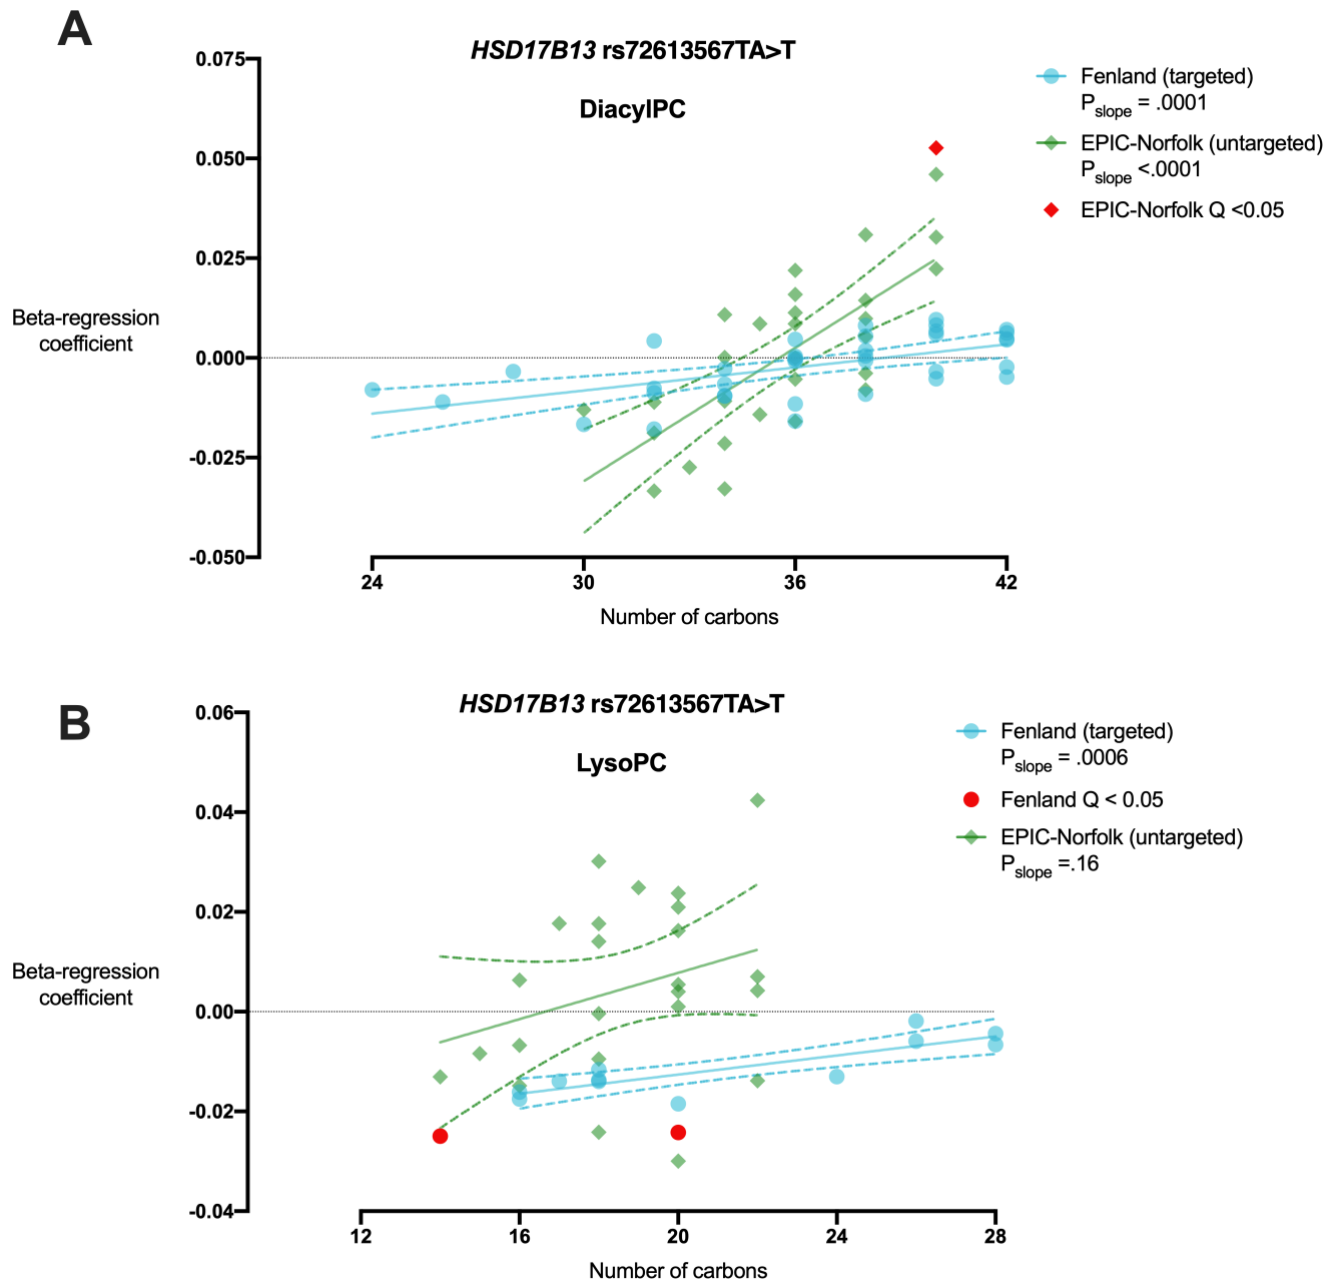 A
HSD17B13 rs72613567TA>T
DiacylPC
0.075
0.050
0.025
0.000
-0.025
-0.050
Beta-regression
coefficient
24 30 36 42
Number of carbons
Fenland (targeted)
Pslope = .0001
EPIC-Norfolk (untargeted)
Pslope <.0001
EPIC-Norfolk Q <0.05
B
HSD17B13 rs72613567TA>T
LysoPC
0.06
0.04
0.02
0.00
-0.02
-0.04
Beta-regression
coefficient
12 16 20 24 28
Number of carbons
Fenland (targeted)
Pslope = .0006
Fenland Q < 0.05
EPIC-Norfolk (untargeted)
Pslope =.16